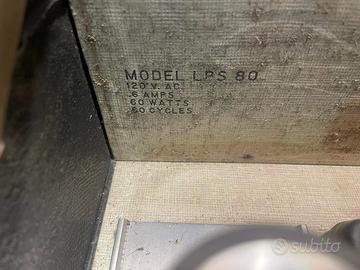 MODEL LPS 80
120 V. AC.
.6 AMPS
60 WATTS
60 CYCLES
subito